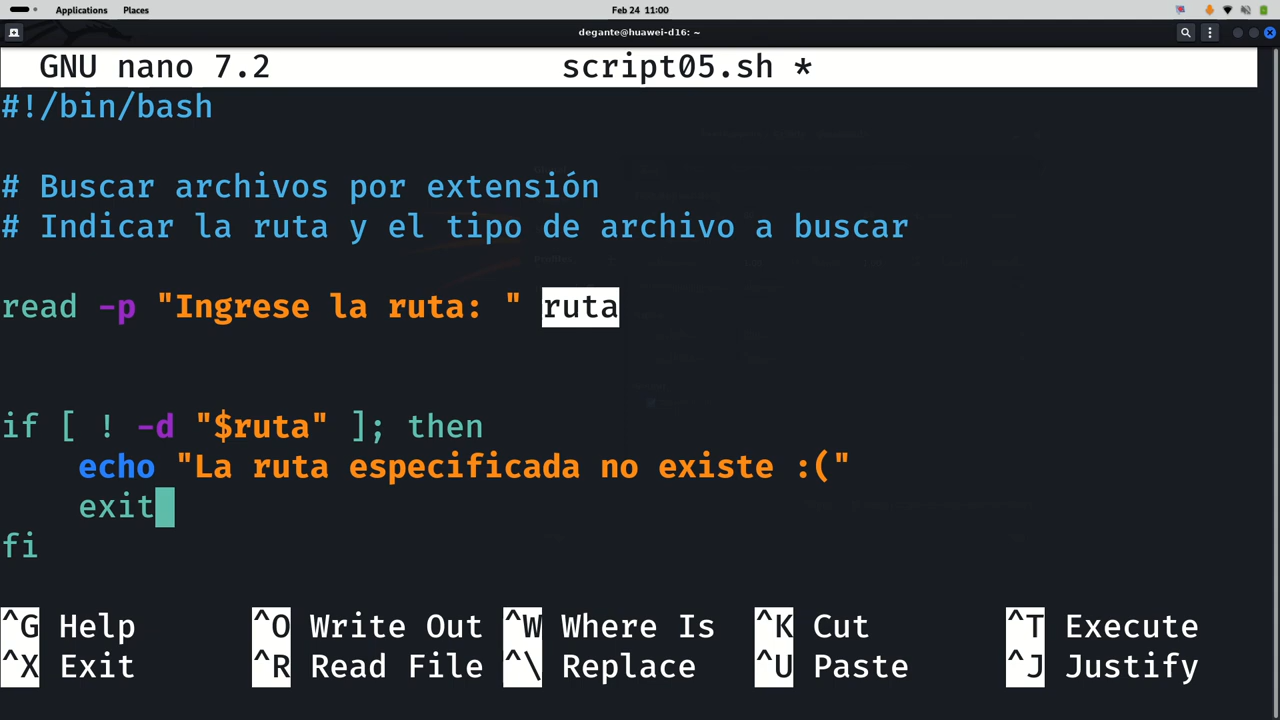 Applications Places Feb 24 11:00
degante@huawei-d16: ~
GNU nano 7.2 script05.sh *
#!/bin/bash
# Buscar archivos por extensión
# Indicar la ruta y el tipo de archivo a buscar
read -p "Ingrese la ruta: " ruta
if [ ! -d "$ruta" ]; then
echo "La ruta especificada no existe :("
exit
fi
^G Help ^O Write Out ^W Where Is ^K Cut ^T Execute
^X Exit ^R Read File ^\ Replace ^U Paste ^J Justify